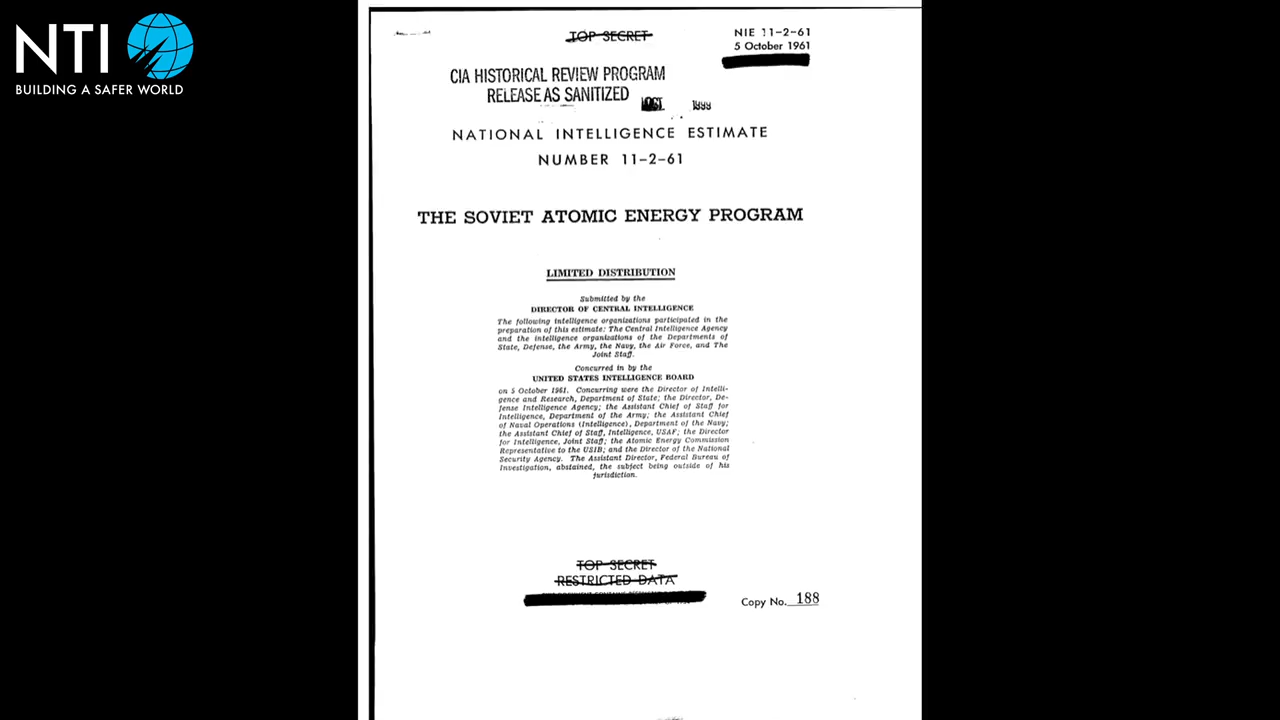 NTI
BUILDING A SAFER WORLD
TOP SECRET
NIE 11-2-61
5 October 1961
CIA HISTORICAL REVIEW PROGRAM
RELEASE AS SANITIZED
1999
NATIONAL INTELLIGENCE ESTIMATE
NUMBER 11-2-61
THE SOVIET ATOMIC ENERGY PROGRAM
LIMITED DISTRIBUTION
Submitted by the
DIRECTOR OF CENTRAL INTELLIGENCE
The following intelligence organizations participated in the
preparation of this estimate: The Central Intelligence Agency
and the intelligence organizations of the Departments of
State, Defense, the Army, the Navy, the Air Force, and The
Joint Staff.
Concurred in by the
UNITED STATES INTELLIGENCE BOARD
on 5 October 1961. Concurring were the Director of Intelli-
gence and Research, Department of State; the Director, De-
fense Intelligence Agency; the Assistant Chief of Staff for
Intelligence, Department of the Army; the Assistant Chief
of Naval Operations (Intelligence), Department of the Navy;
the Assistant Chief of Staff, Intelligence, USAF; the Director
for Intelligence, Joint Staff; the Atomic Energy Commission
Representative to the USIB; and the Director of the National
Security Agency. The Assistant Director, Federal Bureau of
Investigation, abstained, the subject being outside of his
jurisdiction.
TOP SECRET
RESTRICTED DATA
Copy No. 188